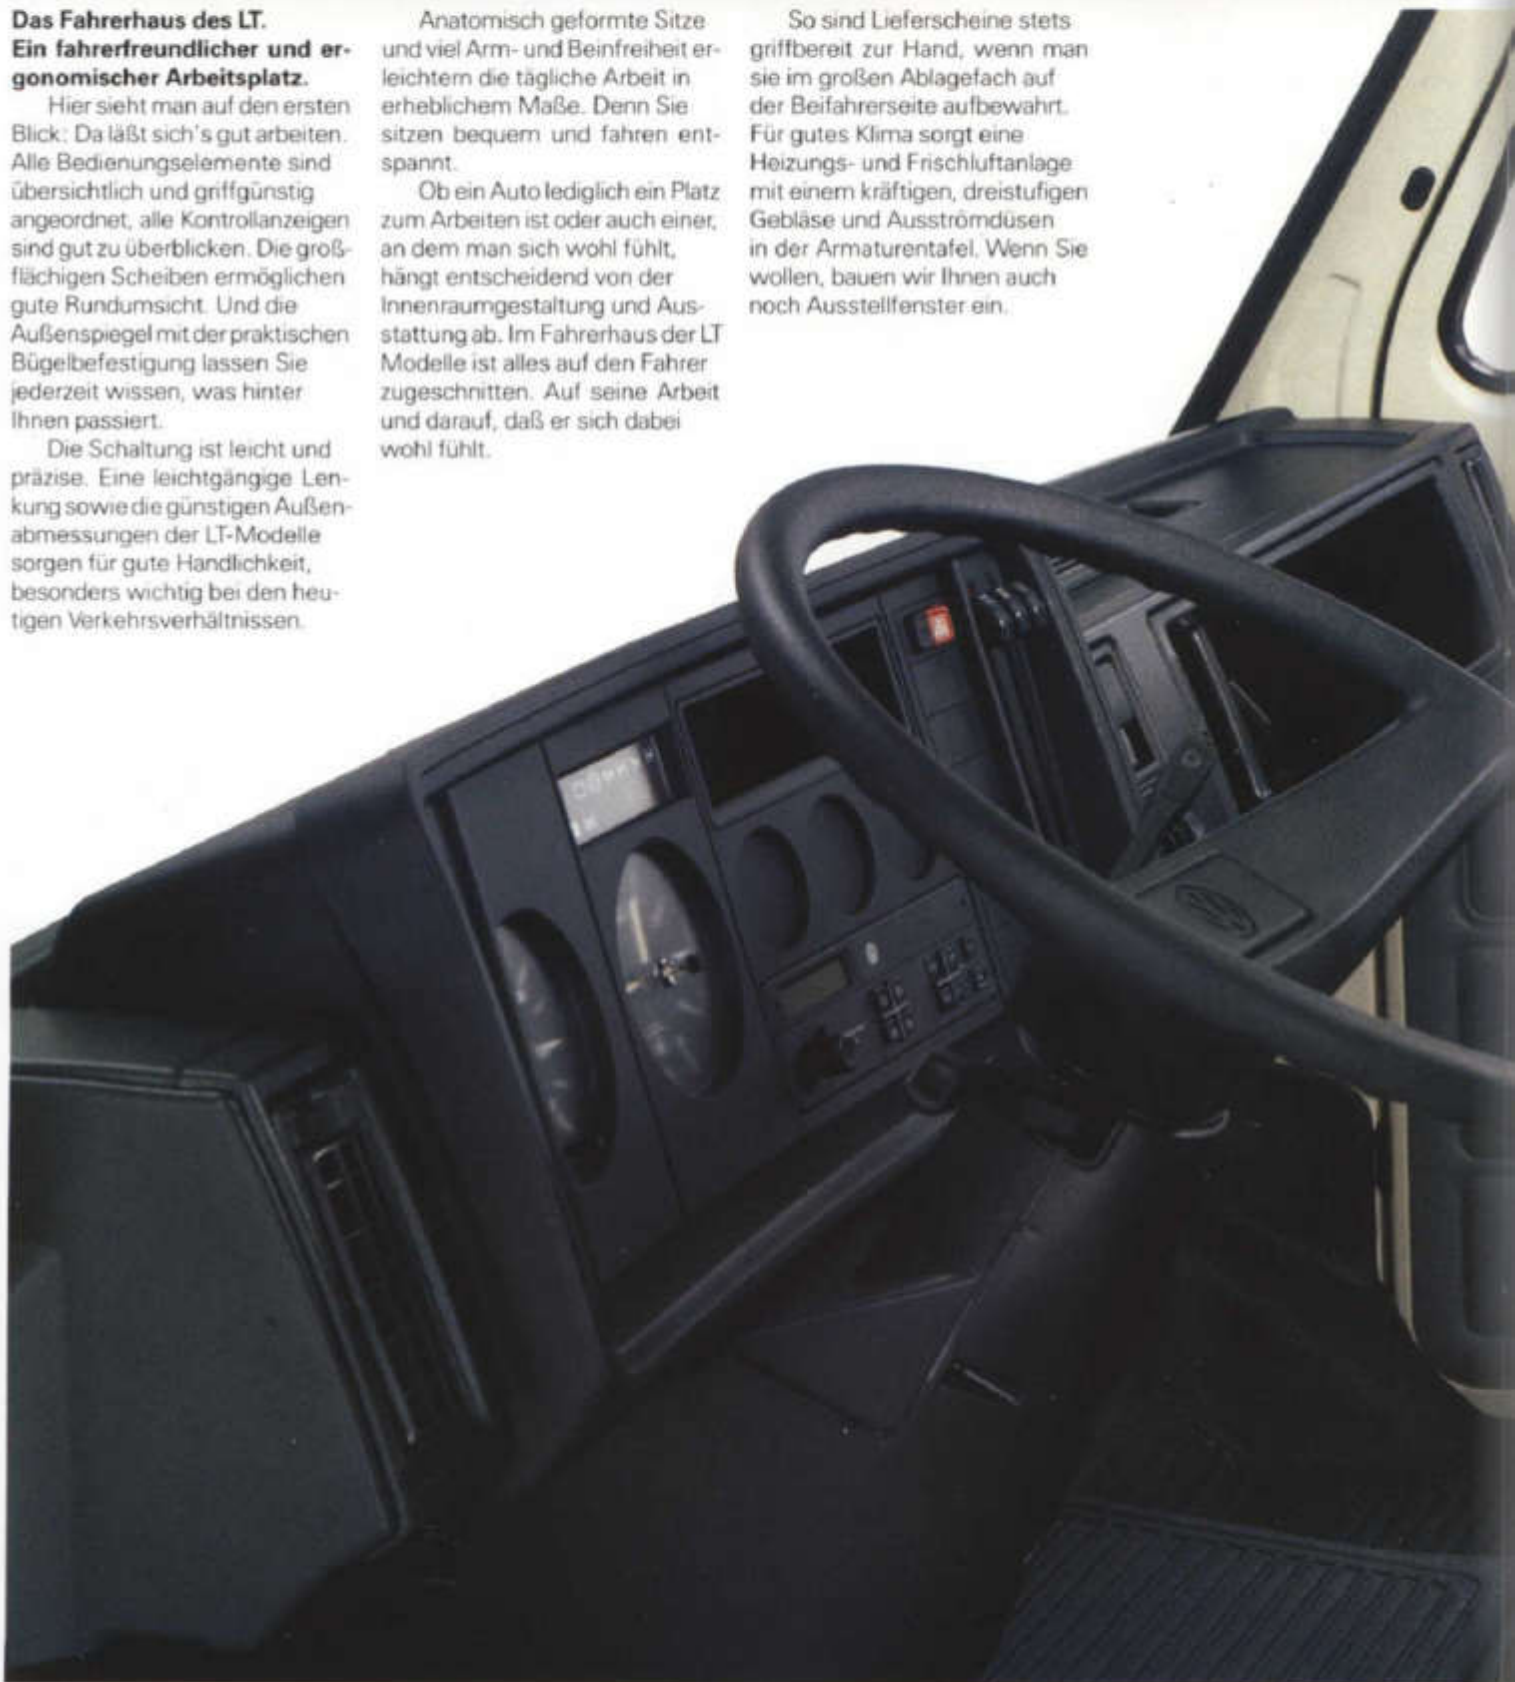 Das Fahrerhaus des LT.
Ein fahrerfreundlicher und er-
gonomischer Arbeitsplatz.
Hier sieht man auf den ersten
Blick: Da läßt sich's gut arbeiten.
Alle Bedienungselemente sind
übersichtlich und griffgünstig
angeordnet, alle Kontrollanzeigen
sind gut zu überblicken. Die groß-
flächigen Scheiben ermöglichen
gute Rundumsicht. Und die
Außenspiegel mit der praktischen
Bügelbefestigung lassen Sie
jederzeit wissen, was hinter
Ihnen passiert.
Die Schaltung ist leicht und
präzise. Eine leichtgängige Len-
kung sowie die günstigen Außen-
abmessungen der LT-Modelle
sorgen für gute Handlichkeit,
besonders wichtig bei den heu-
tigen Verkehrsverhältnissen.
Anatomisch geformte Sitze
und viel Arm- und Beinfreiheit er-
leichtern die tägliche Arbeit in
erheblichem Maße. Denn Sie
sitzen bequem und fahren ent-
spannt.
Ob ein Auto lediglich ein Platz
zum Arbeiten ist oder auch einer,
an dem man sich wohl fühlt,
hängt entscheidend von der
Innenraumgestaltung und Aus-
stattung ab. Im Fahrerhaus der LT
Modelle ist alles auf den Fahrer
zugeschnitten. Auf seine Arbeit
und darauf, daß er sich dabei
wohl fühlt.
So sind Lieferscheine stets
griffbereit zur Hand, wenn man
sie im großen Ablagefach auf
der Beifahrerseite aufbewahrt.
Für gutes Klima sorgt eine
Heizungs- und Frischluftanlage
mit einem kräftigen, dreistufigen
Gebläse und Ausströmdüsen
in der Armaturentafel. Wenn Sie
wollen, bauen wir Ihnen auch
noch Ausstellfenster ein.